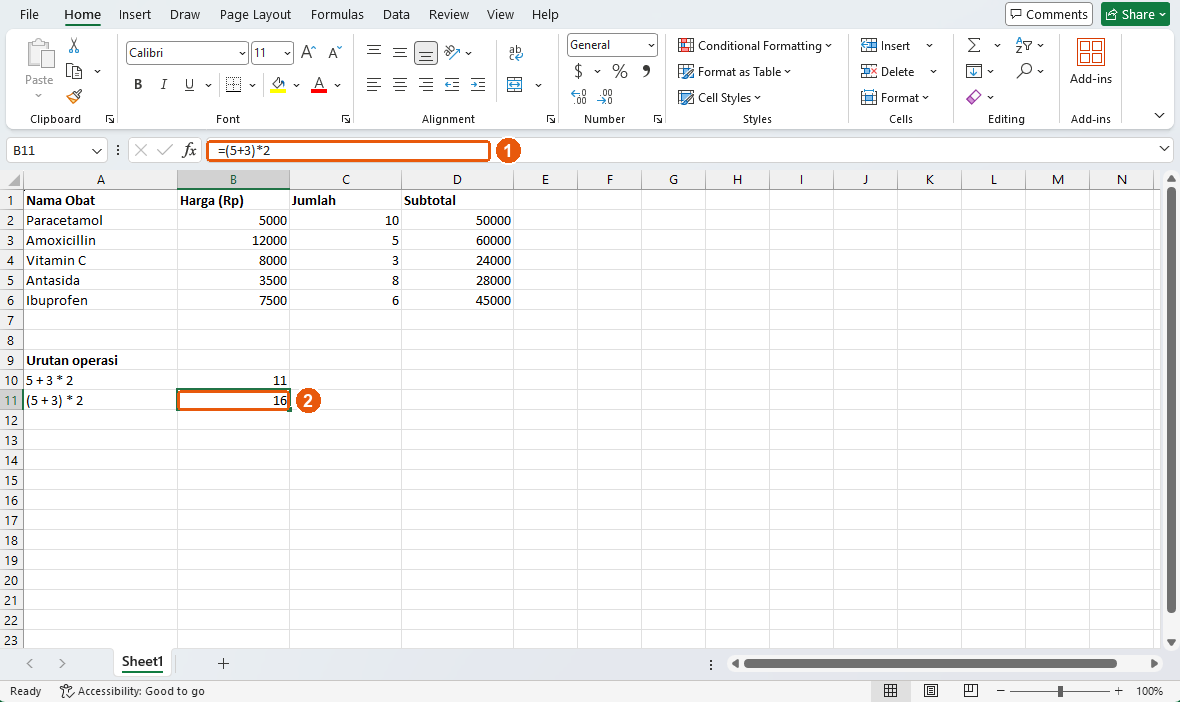 File Home Insert Draw Page Layout Formulas Data Review View Help Comments Share
Calibri 11 ab General Conditional Formatting Insert
Paste $ % Format as Table Delete Add-ins
B I U A Cell Styles Format
Clipboard Font Alignment Number Styles Cells Editing Add-ins
B11 fx =(5+3)*2 1
A B C D E F G H I J K L M N
1 Nama Obat Harga (Rp) Jumlah Subtotal
2 Paracetamol 5000 10 50000
3 Amoxicillin 12000 5 60000
4 Vitamin C 8000 3 24000
5 Antasida 3500 8 28000
6 Ibuprofen 7500 6 45000
7
8
9 Urutan operasi
10 5 + 3 * 2 11
11 (5 + 3) * 2 16 2
12
13
14
15
16
17
18
19
20
21
22
23
Sheet1
Ready Accessibility: Good to go 100%